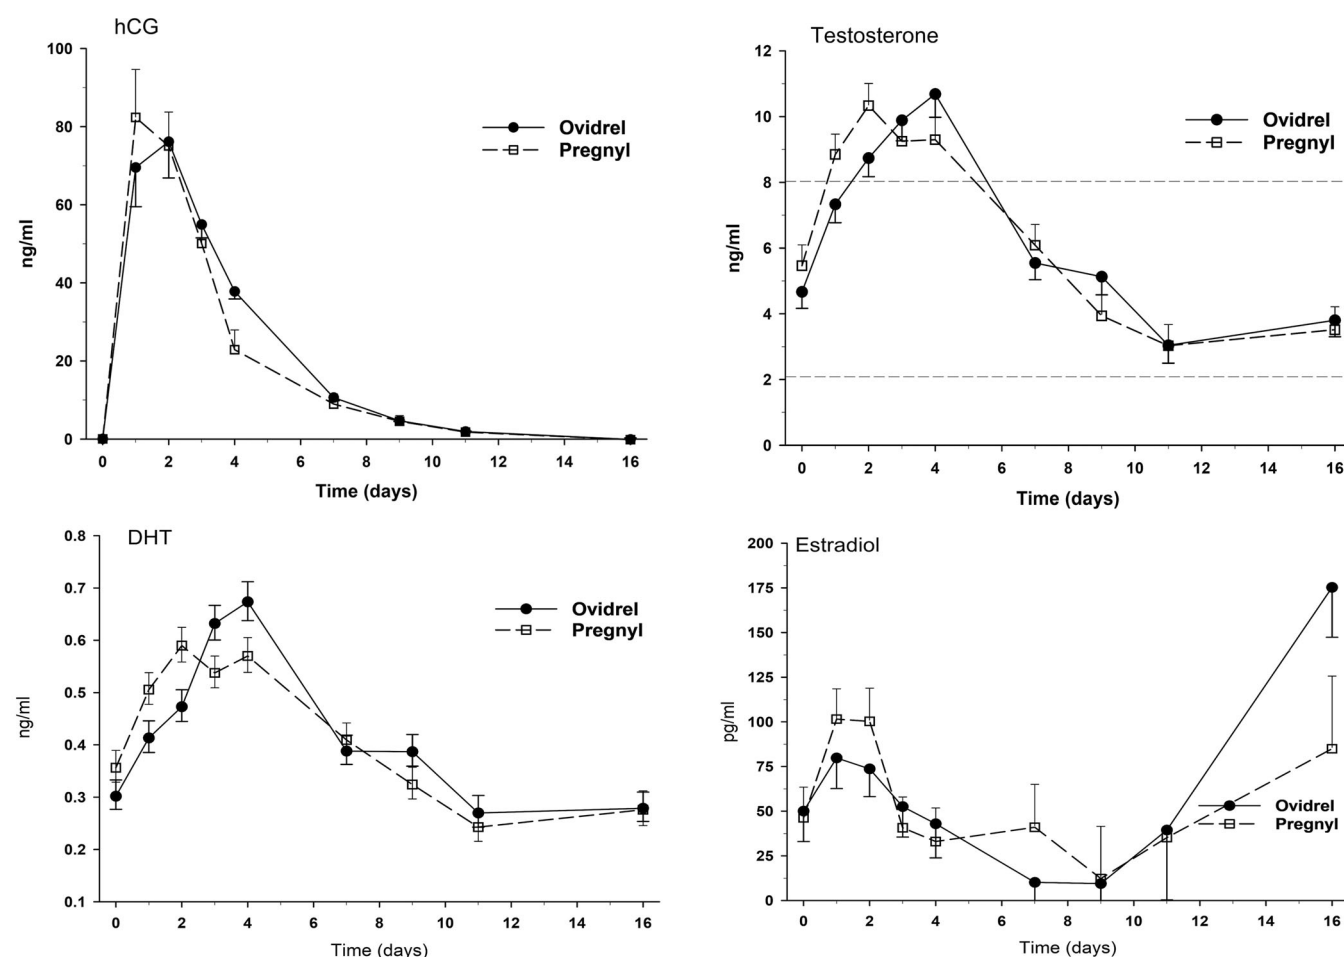 hCG
100
80
60
40
20
0
ng/ml
0 2 4 6 8 10 12 14 16
Time (days)
Ovidrel
Pregnyl
Testosterone
12
10
8
6
4
2
0
ng/ml
0 2 4 6 8 10 12 14 16
Time (days)
Ovidrel
Pregnyl
DHT
0.8
0.7
0.6
0.5
0.4
0.3
0.2
0.1
ng/ml
0 2 4 6 8 10 12 14 16
Time (days)
Ovidrel
Pregnyl
Estradiol
200
175
150
125
100
75
50
25
0
pg/ml
0 2 4 6 8 10 12 14 16
Time (days)
Ovidrel
Pregnyl